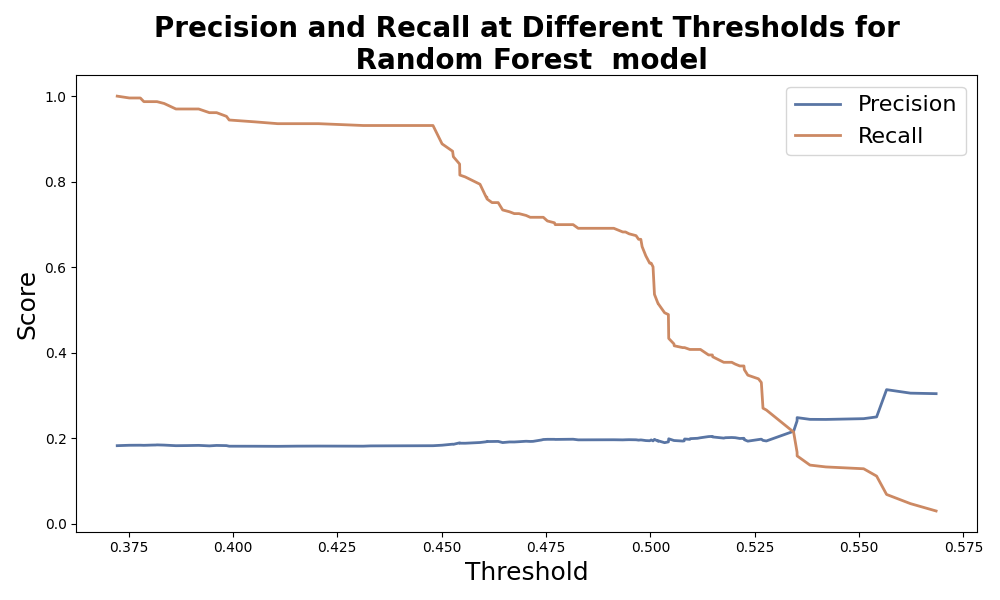 Precision and Recall at Different Thresholds for
Random Forest  model
Precision
Recall
Score
1.0
0.8
0.6
0.4
0.2
0.0
0.375 0.400 0.425 0.450 0.475 0.500 0.525 0.550 0.575
Threshold